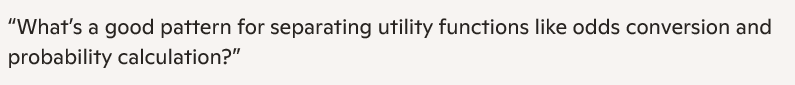 “What’s a good pattern for separating utility functions like odds conversion and
probability calculation?”